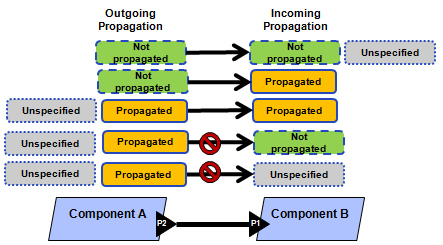 Outgoing Incoming
Propagation Propagation
Not Not
propagated propagated Unspecified
Not
propagated Propagated
Unspecified Propagated Propagated
Unspecified Propagated Not
propagated
Unspecified Propagated Unspecified
Component A P2 P1 Component B